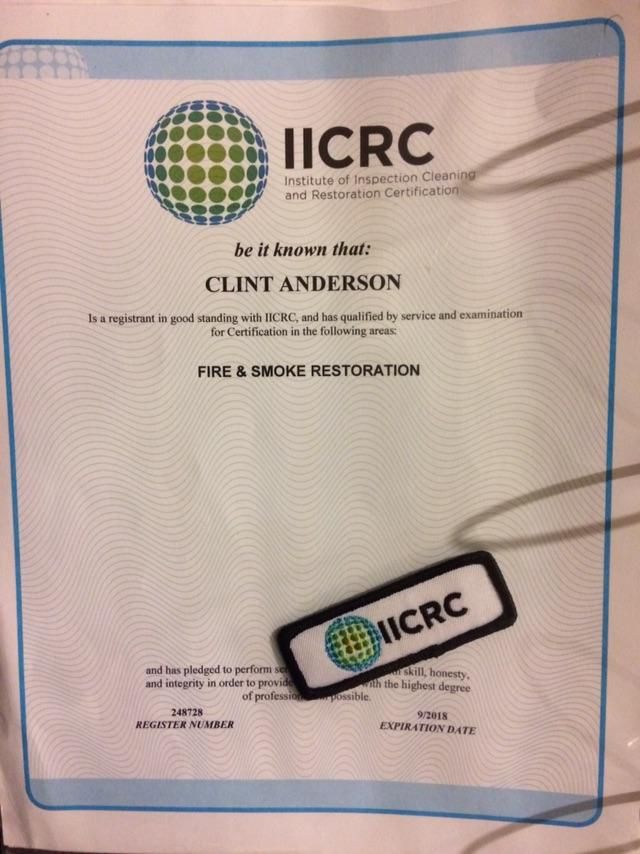 IICRC
Institute of Inspection Cleaning
and Restoration Certification
be it known that:
CLINT ANDERSON
Is a registrant in good standing with IICRC, and has qualified by service and examination
for Certification in the following areas:
FIRE & SMOKE RESTORATION
IICRC
and has pledged to perform skill, honesty,
and integrity in order to provide with the highest degree
of possible.
248728
REGISTER NUMBER
9/2018
EXPIRATION DATE